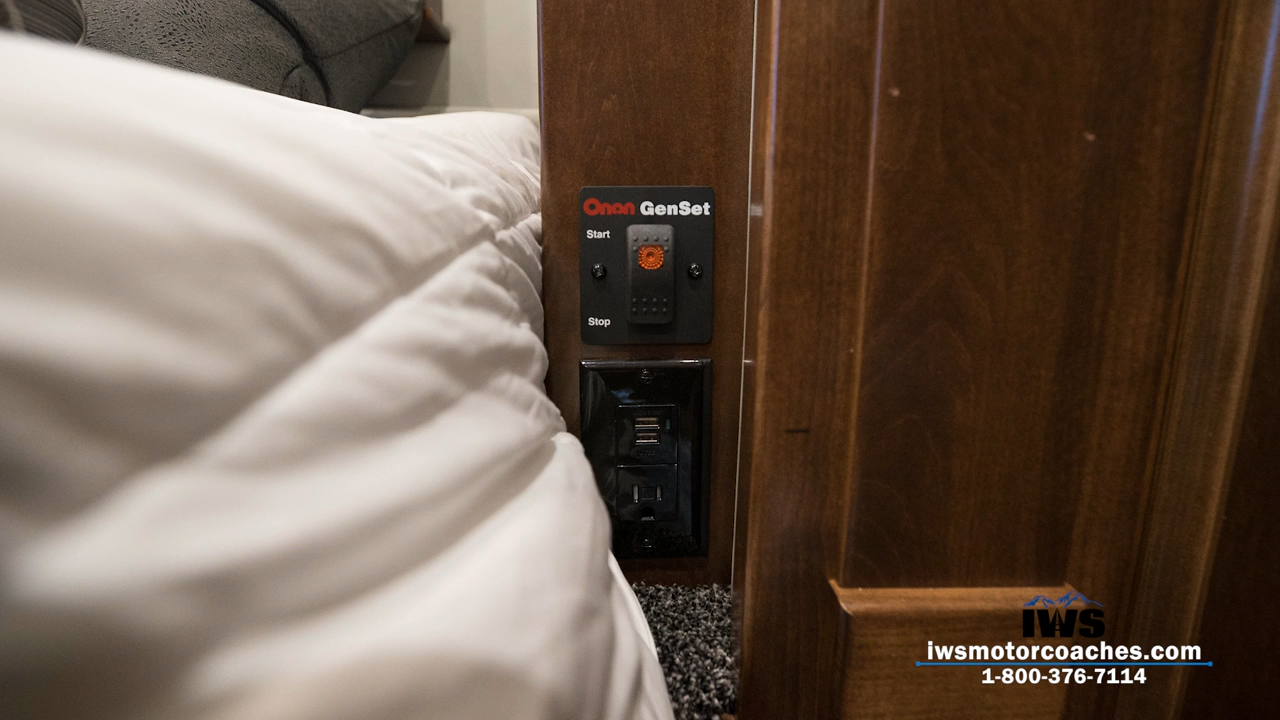 Onan GenSet
Start
Stop
IWS
iwsmotorcoaches.com
1-800-376-7114